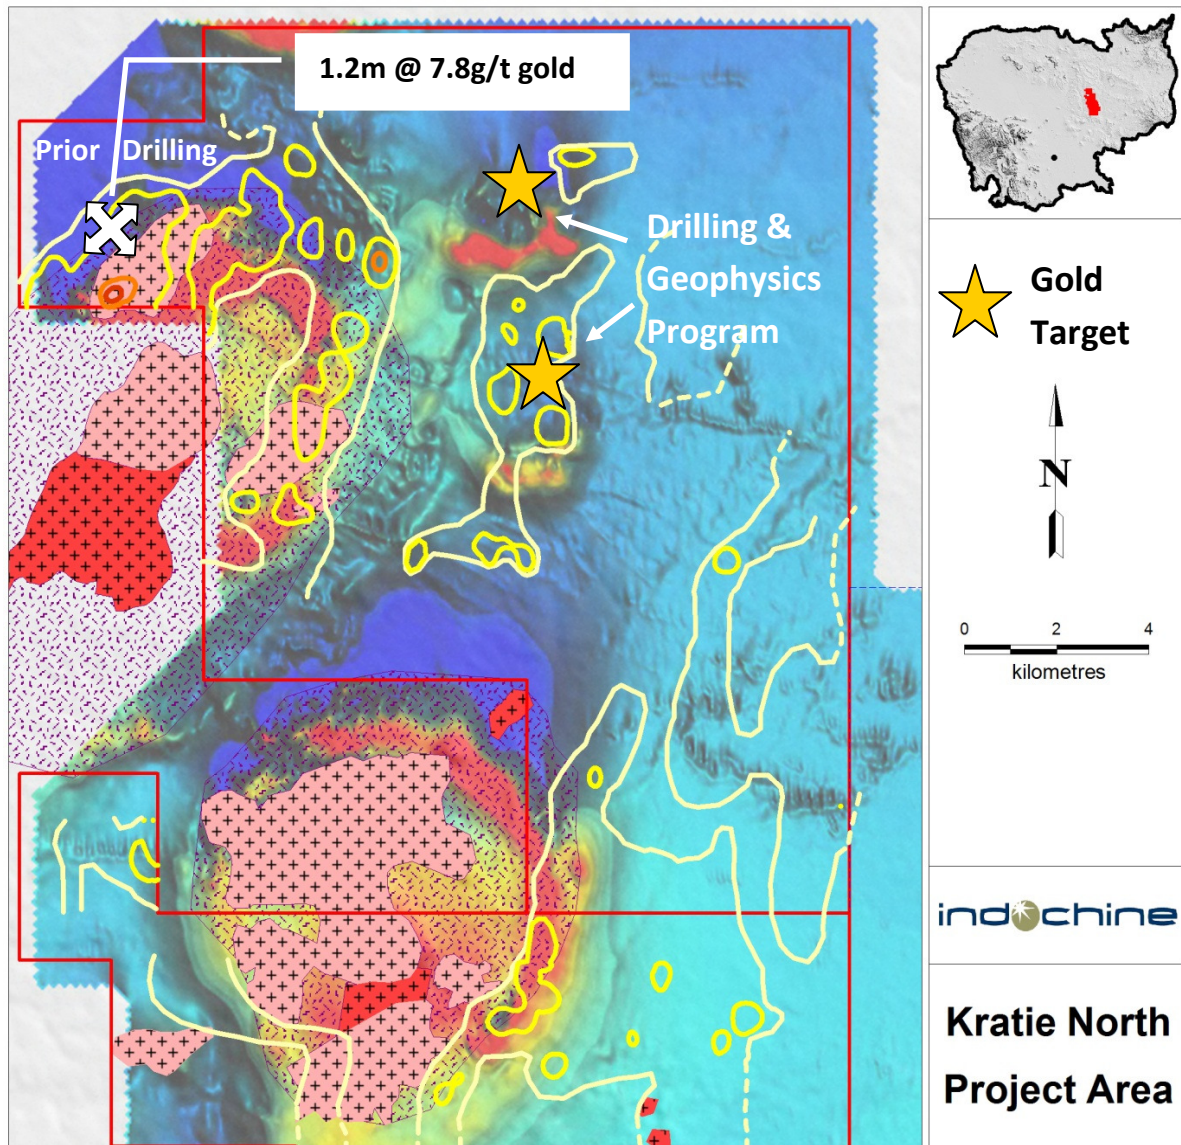 1.2m @ 7.8g/t gold
Prior Drilling
Drilling &
Geophysics
Program
Gold
Target
N
0 2 4
kilometres
indochine
Kratie North
Project Area